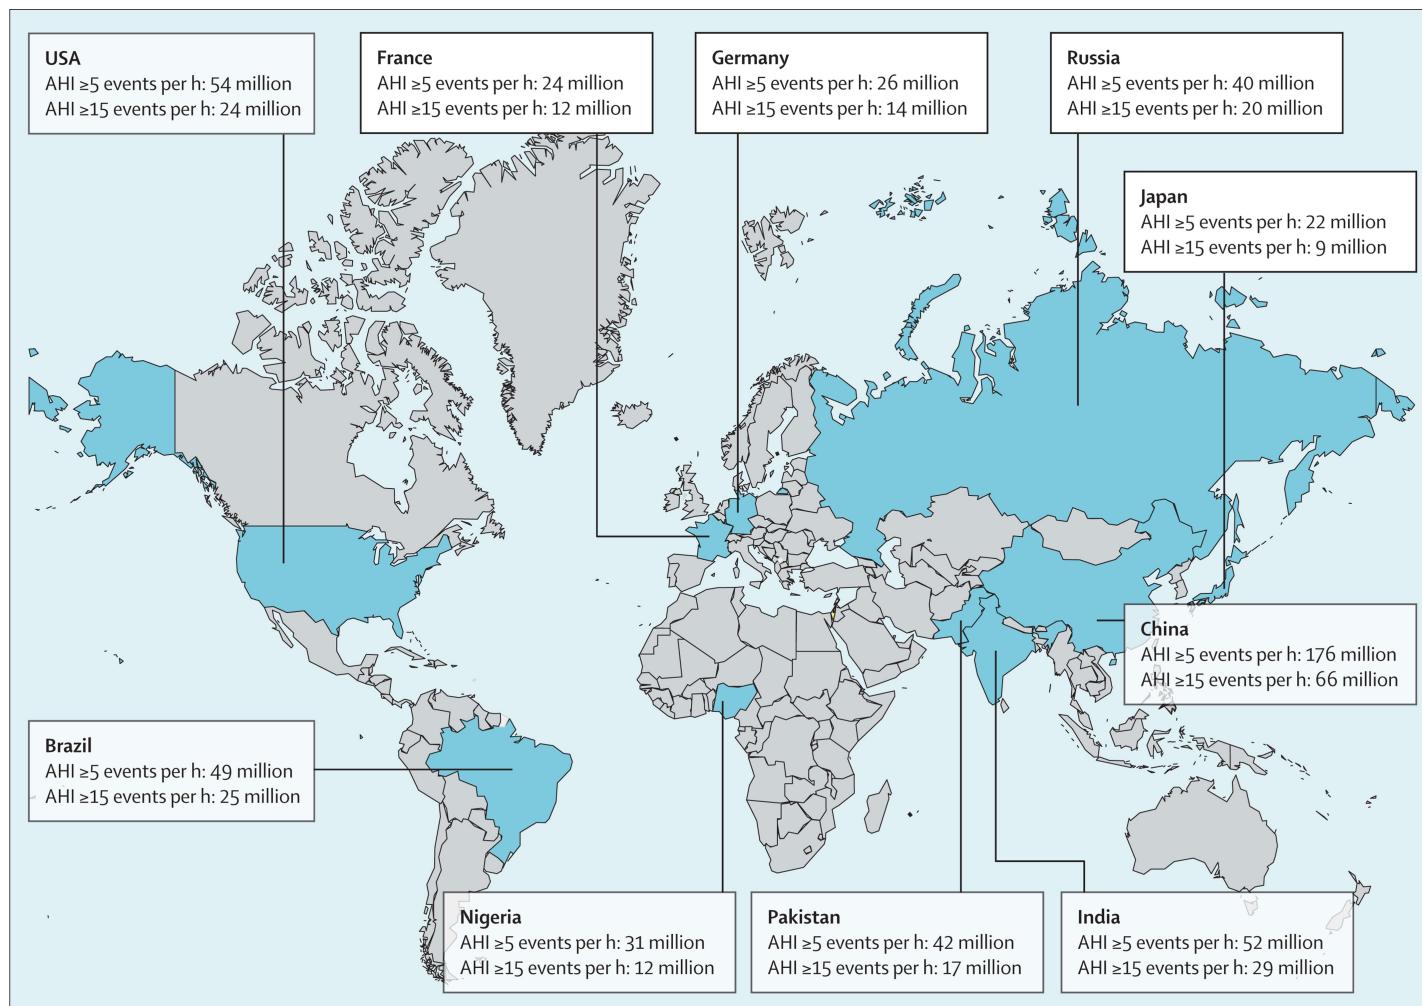 USA
AHI ≥5 events per h: 54 million
AHI ≥15 events per h: 24 million
France
AHI ≥5 events per h: 24 million
AHI ≥15 events per h: 12 million
Germany
AHI ≥5 events per h: 26 million
AHI ≥15 events per h: 14 million
Russia
AHI ≥5 events per h: 40 million
AHI ≥15 events per h: 20 million
Japan
AHI ≥5 events per h: 22 million
AHI ≥15 events per h: 9 million
China
AHI ≥5 events per h: 176 million
AHI ≥15 events per h: 66 million
Brazil
AHI ≥5 events per h: 49 million
AHI ≥15 events per h: 25 million
Nigeria
AHI ≥5 events per h: 31 million
AHI ≥15 events per h: 12 million
Pakistan
AHI ≥5 events per h: 42 million
AHI ≥15 events per h: 17 million
India
AHI ≥5 events per h: 52 million
AHI ≥15 events per h: 29 million